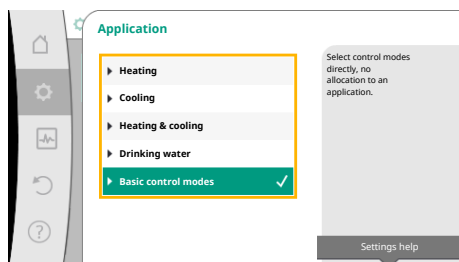 Application
Heating
Cooling
Heating & cooling
Drinking water
Basic control modes
Select control modes
directly, no
allocation to an
application.
Settings help